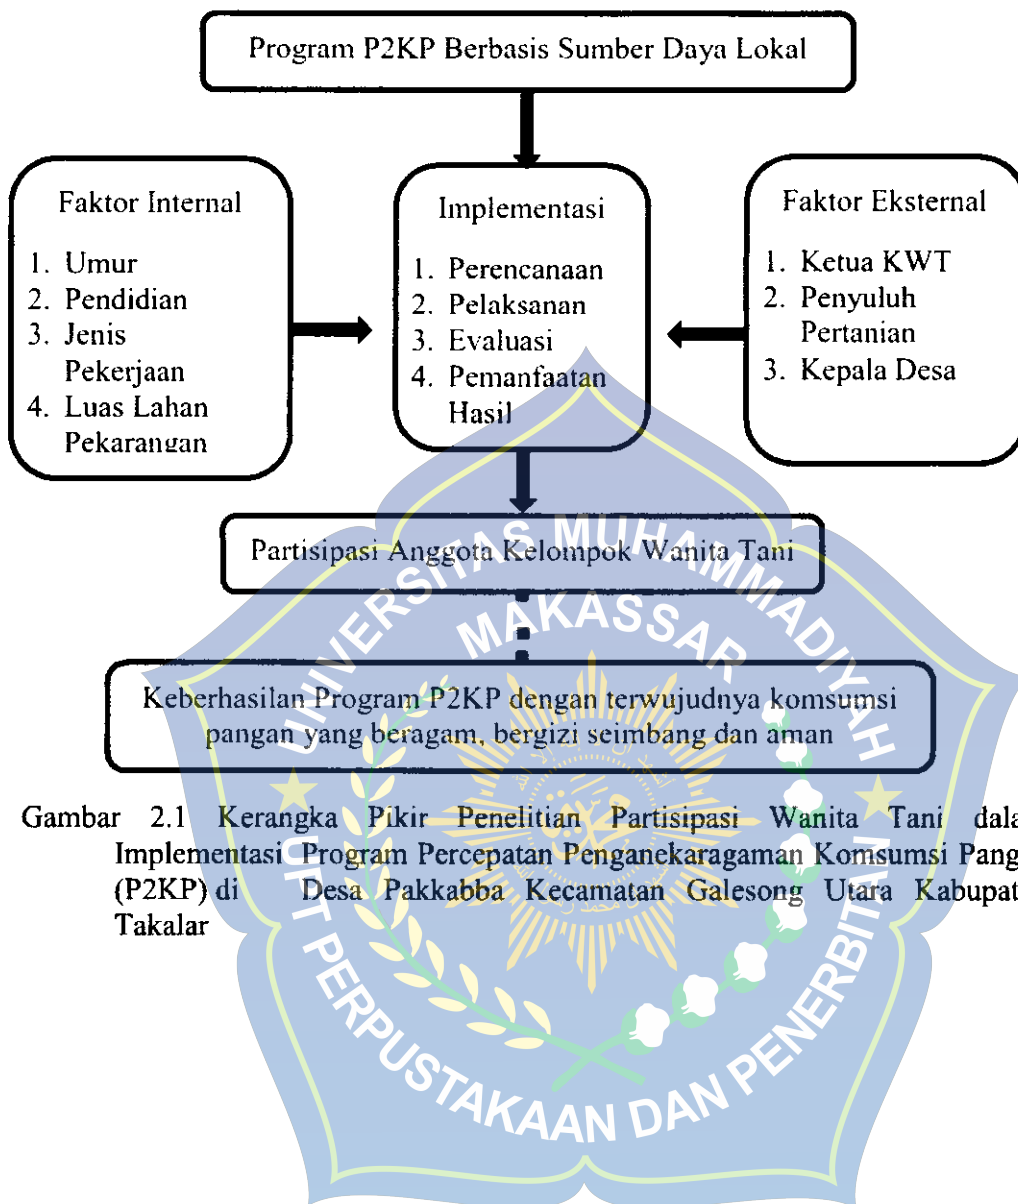 Program P2KP Berbasis Sumber Daya Lokal
Faktor Internal
1. Umur
2. Pendidian
3. Jenis
Pekerjaan
4. Luas Lahan
Pekarangan
Implementasi
1. Perencanaan
2. Pelaksanan
3. Evaluasi
4. Pemanfaatan
Hasil
Faktor Eksternal
1. Ketua KWT
2. Penyuluh
Pertanian
3. Kepala Desa
Partisipasi Anggota Kelompok Wanita Tani
Keberhasilan Program P2KP dengan terwujudnya komsumsi
pangan yang beragam, bergizi seimbang dan aman
Gambar 2.1 Kerangka Pikir Penelitian Partisipasi Wanita Tani dala
Implementasi Program Percepatan Penganekaragaman Komsumsi Pang
(P2KP) di Desa Pakkabba Kecamatan Galesong Utara Kabupat
Takalar
UNIVERSITAS MUHAMMADIYAH
MAKASSAR
UPT PERPUSTAKAAN DAN PENERBITAN